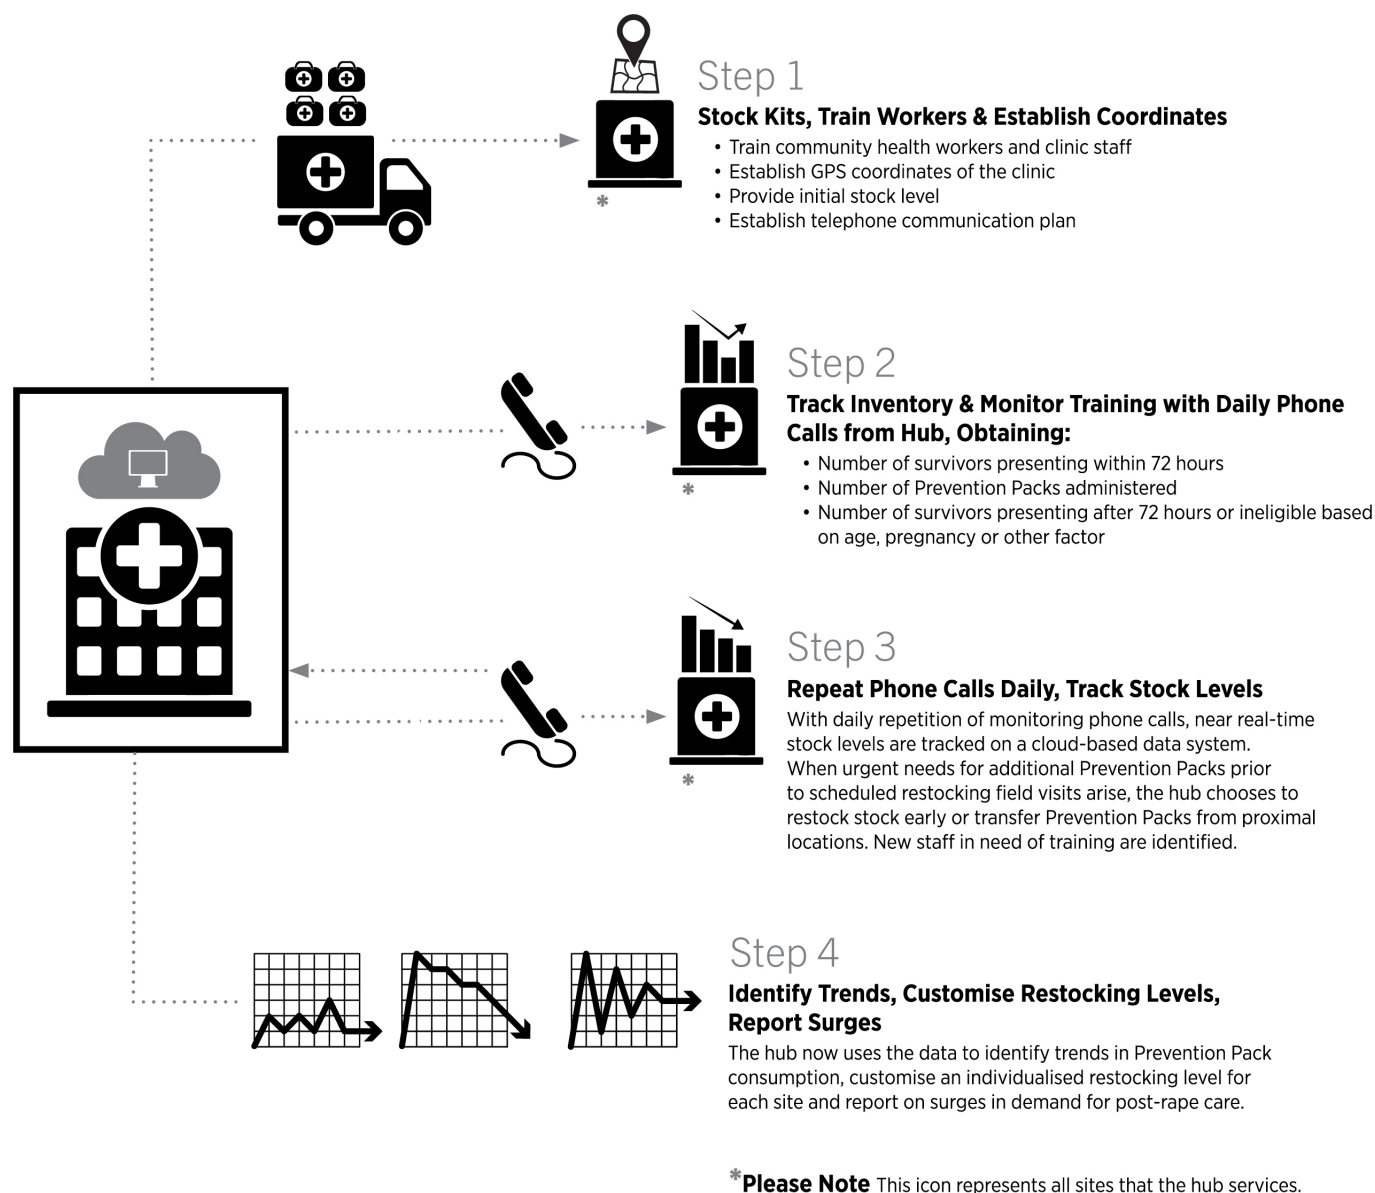 Step 1
Stock Kits, Train Workers & Establish Coordinates
• Train community health workers and clinic staff
• Establish GPS coordinates of the clinic
• Provide initial stock level
• Establish telephone communication plan
*
Step 2
Track Inventory & Monitor Training with Daily Phone
Calls from Hub, Obtaining:
• Number of survivors presenting within 72 hours
• Number of Prevention Packs administered
• Number of survivors presenting after 72 hours or ineligible based
on age, pregnancy or other factor
*
Step 3
Repeat Phone Calls Daily, Track Stock Levels
With daily repetition of monitoring phone calls, near real-time
stock levels are tracked on a cloud-based data system.
When urgent needs for additional Prevention Packs prior
to scheduled restocking field visits arise, the hub chooses to
restock stock early or transfer Prevention Packs from proximal
locations. New staff in need of training are identified.
*
Step 4
Identify Trends, Customise Restocking Levels,
Report Surges
The hub now uses the data to identify trends in Prevention Pack
consumption, customise an individualised restocking level for
each site and report on surges in demand for post-rape care.
*Please Note This icon represents all sites that the hub services.